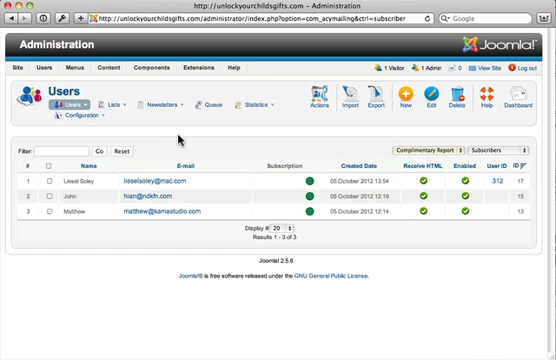 http://unlockyourchildsgifts.com – Administration
http://unlockyourchildsgifts.com/administrator/index.php?option=com_acymailing&ctrl=subscriber
Google
Administration
Joomla!
Site Users Menus Content Components Extensions Help
1 Visitor 1 Admin 0 View Site Log out
Users
Users Lists Newsletters Queue Statistics
Configuration
Actions Import Export New Edit Delete Help Dashboard
Filter: Go Reset
Complimentary Report Subscribers
# Name E-mail Subscription Created Date Receive HTML Enabled User ID ID
1 Liesel Soley lieselsoley@mac.com 05 October 2012 13:54 312 17
2 John hian@ndkfn.com 05 October 2012 12:19 15
3 Matthew matthew@kamastudio.com 05 October 2012 12:14 13
Display # 20
Results 1 - 3 of 3
Joomla! 2.5.6
Joomla!® is free software released under the GNU General Public License.